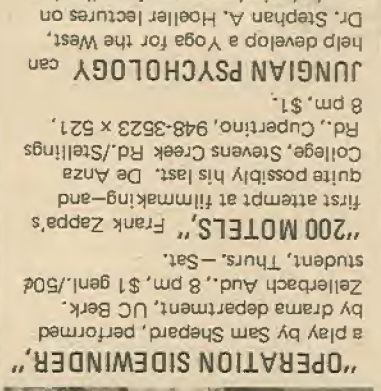 "OPERATION SIDEWINDER,"
a play by Sam Shepard, performed
by drama department, UC Berk.
Zellerbach Aud., 8 pm, $1 genl./50¢
student, Thurs. —Sat.
"200 MOTELS," Frank Zappa's
first attempt at filmmaking—and
quite possibly his last. De Anza
College, Stevens Creek Rd./Stellings
Rd., Cupertino, 948-3523 x 521,
8 pm, $1.
JUNGIAN PSYCHOLOGY can
help develop a Yoga for the West,
Dr. Stephan A. Hoeller lectures on